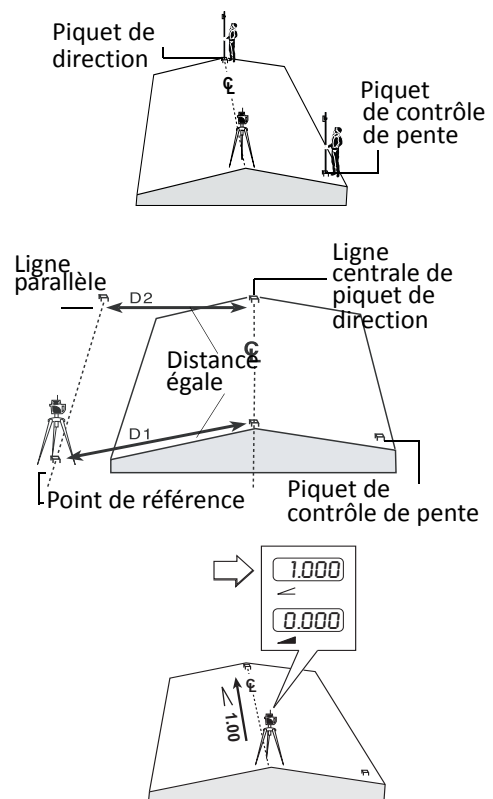 Piquet de
direction
℄
Piquet
de contrôle
de pente
Ligne
parallèle
D2
Ligne
centrale de
piquet de
direction
℄
Distance
égale
D1
Point de référence
Piquet de
contrôle de pente
1.000
0.000
℄
1.00